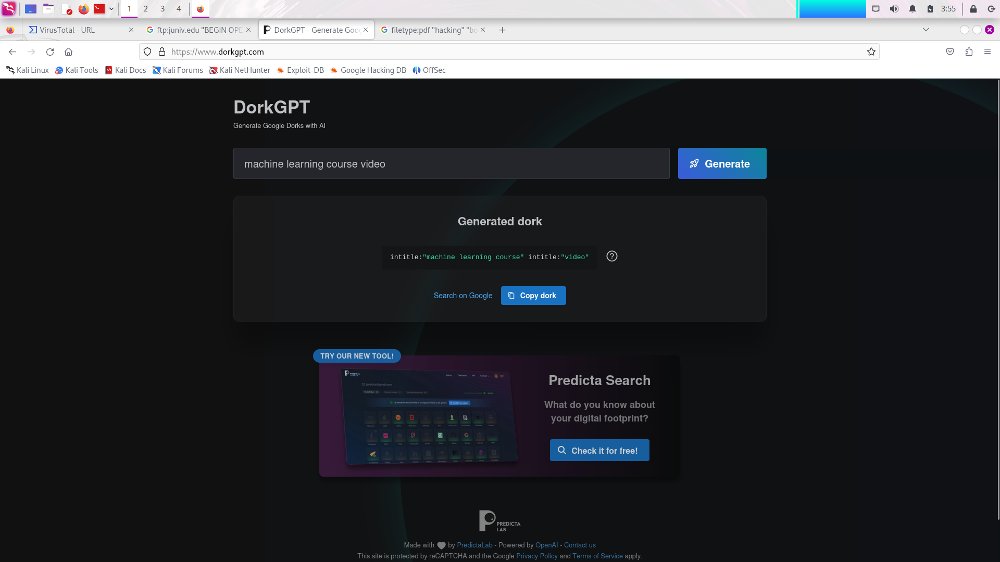 1 2 3 4 3:55
VirusTotal - URL ftp:juniv.edu "BEGIN OPE DorkGPT - Generate Goo filetype:pdf "hacking" "bo
https://www.dorkgpt.com
Kali Linux Kali Tools Kali Docs Kali Forums Kali NetHunter Exploit-DB Google Hacking DB OffSec
DorkGPT
Generate Google Dorks with AI
machine learning course video Generate
Generated dork
intitle:"machine learning course" intitle:"video"
Search on Google Copy dork
TRY OUR NEW TOOL!
Predicta Search
What do you know about
your digital footprint?
Check it for free!
PREDICTA
LAB
Made with by PredictaLab - Powered by OpenAI - Contact us
This site is protected by reCAPTCHA and the Google Privacy Policy and Terms of Service apply.